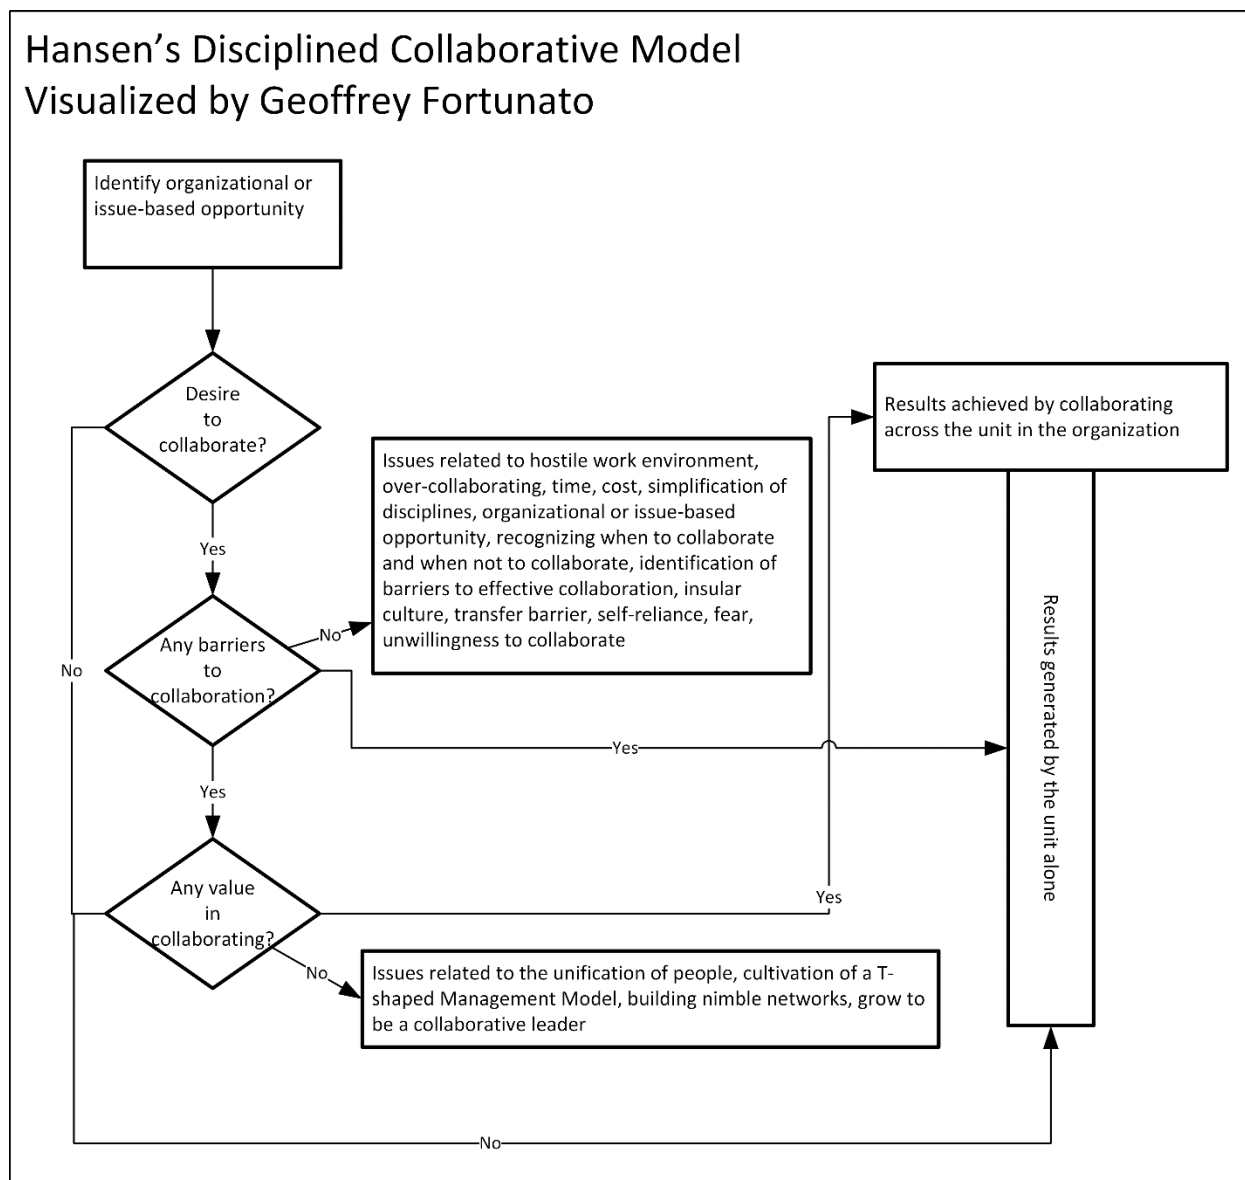 Hansen's Disciplined Collaborative Model
Visualized by Geoffrey Fortunato
Identify organizational or
issue-based opportunity
Desire
to
collaborate?
Yes
Any barriers
to
collaboration?
No
Issues related to hostile work environment,
over-collaborating, time, cost, simplification of
disciplines, organizational or issue-based
opportunity, recognizing when to collaborate
and when not to collaborate, identification of
barriers to effective collaboration, insular
culture, transfer barrier, self-reliance, fear,
unwillingness to collaborate
Results achieved by collaborating
across the unit in the organization
No
Yes
Results generated by the unit alone
Yes
Any value
in
collaborating?
Yes
No
Issues related to the unification of people, cultivation of a T-
shaped Management Model, building nimble networks, grow to
be a collaborative leader
No